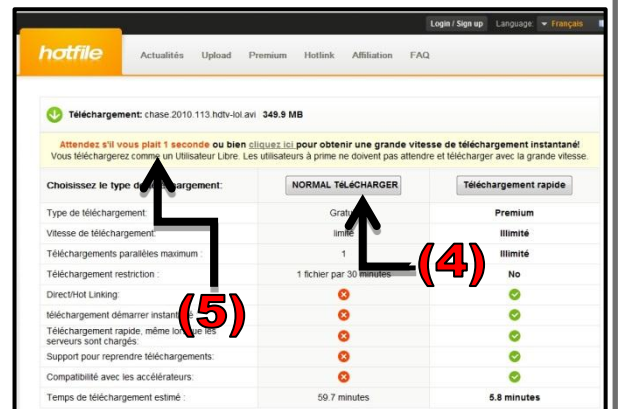 Login / Sign up Language: Français
hotfile Actualités Upload Premium Hotlink Affiliation FAQ
Téléchargement: chase.2010.113.hdtv-lol.avi 349.9 MB
Attendez s'il vous plait 1 seconde ou bien cliquez ici pour obtenir une grande vitesse de téléchargement instantané!
Vous téléchargerez comme un Utilisateur Libre. Les utilisateurs à prime ne doivent pas attendre et télécharger avec la grande vitesse.
Choisissez le type de téléchargement: NORMAL TéLéCHARGER Téléchargement rapide
Type de téléchargement: Gratuit Premium
Vitesse de téléchargement: limité Illimité
Téléchargements parallèles maximum : 1 Illimité
Téléchargement restriction : 1 fichier par 30 minutes No
(4)
Direct/Hot Linking:
téléchargement démarrer instantané
(5)
Téléchargement rapide, même lorsque les
serveurs sont chargés:
Support pour reprendre téléchargements:
Compatibilité avec les accélérateurs:
Temps de téléchargement estimé : 59.7 minutes 5.8 minutes